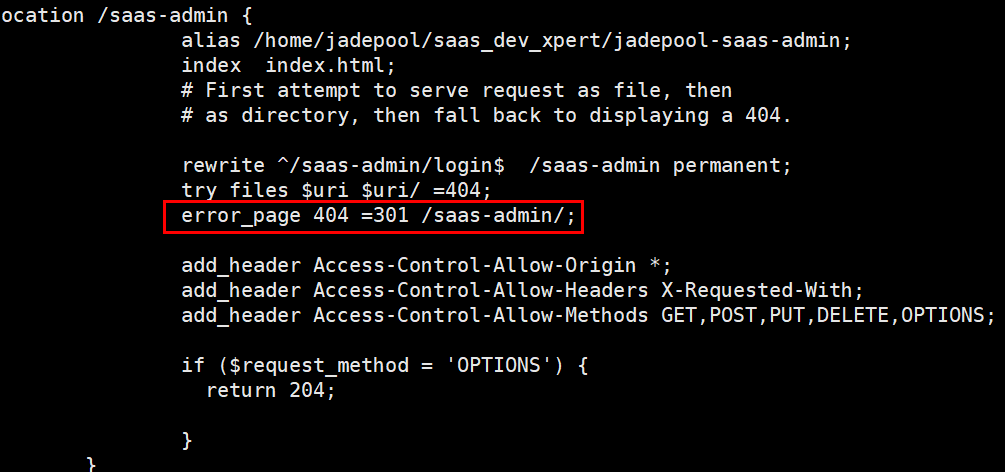 ocation /saas-admin {
alias /home/jadepool/saas_dev_xpert/jadepool-saas-admin;
index  index.html;
# First attempt to serve request as file, then
# as directory, then fall back to displaying a 404.
rewrite ^/saas-admin/login$  /saas-admin permanent;
try_files $uri $uri/ =404;
error_page 404 =301 /saas-admin/;
add_header Access-Control-Allow-Origin *;
add_header Access-Control-Allow-Headers X-Requested-With;
add_header Access-Control-Allow-Methods GET,POST,PUT,DELETE,OPTIONS;
if ($request_method = 'OPTIONS') {
return 204;
}
}